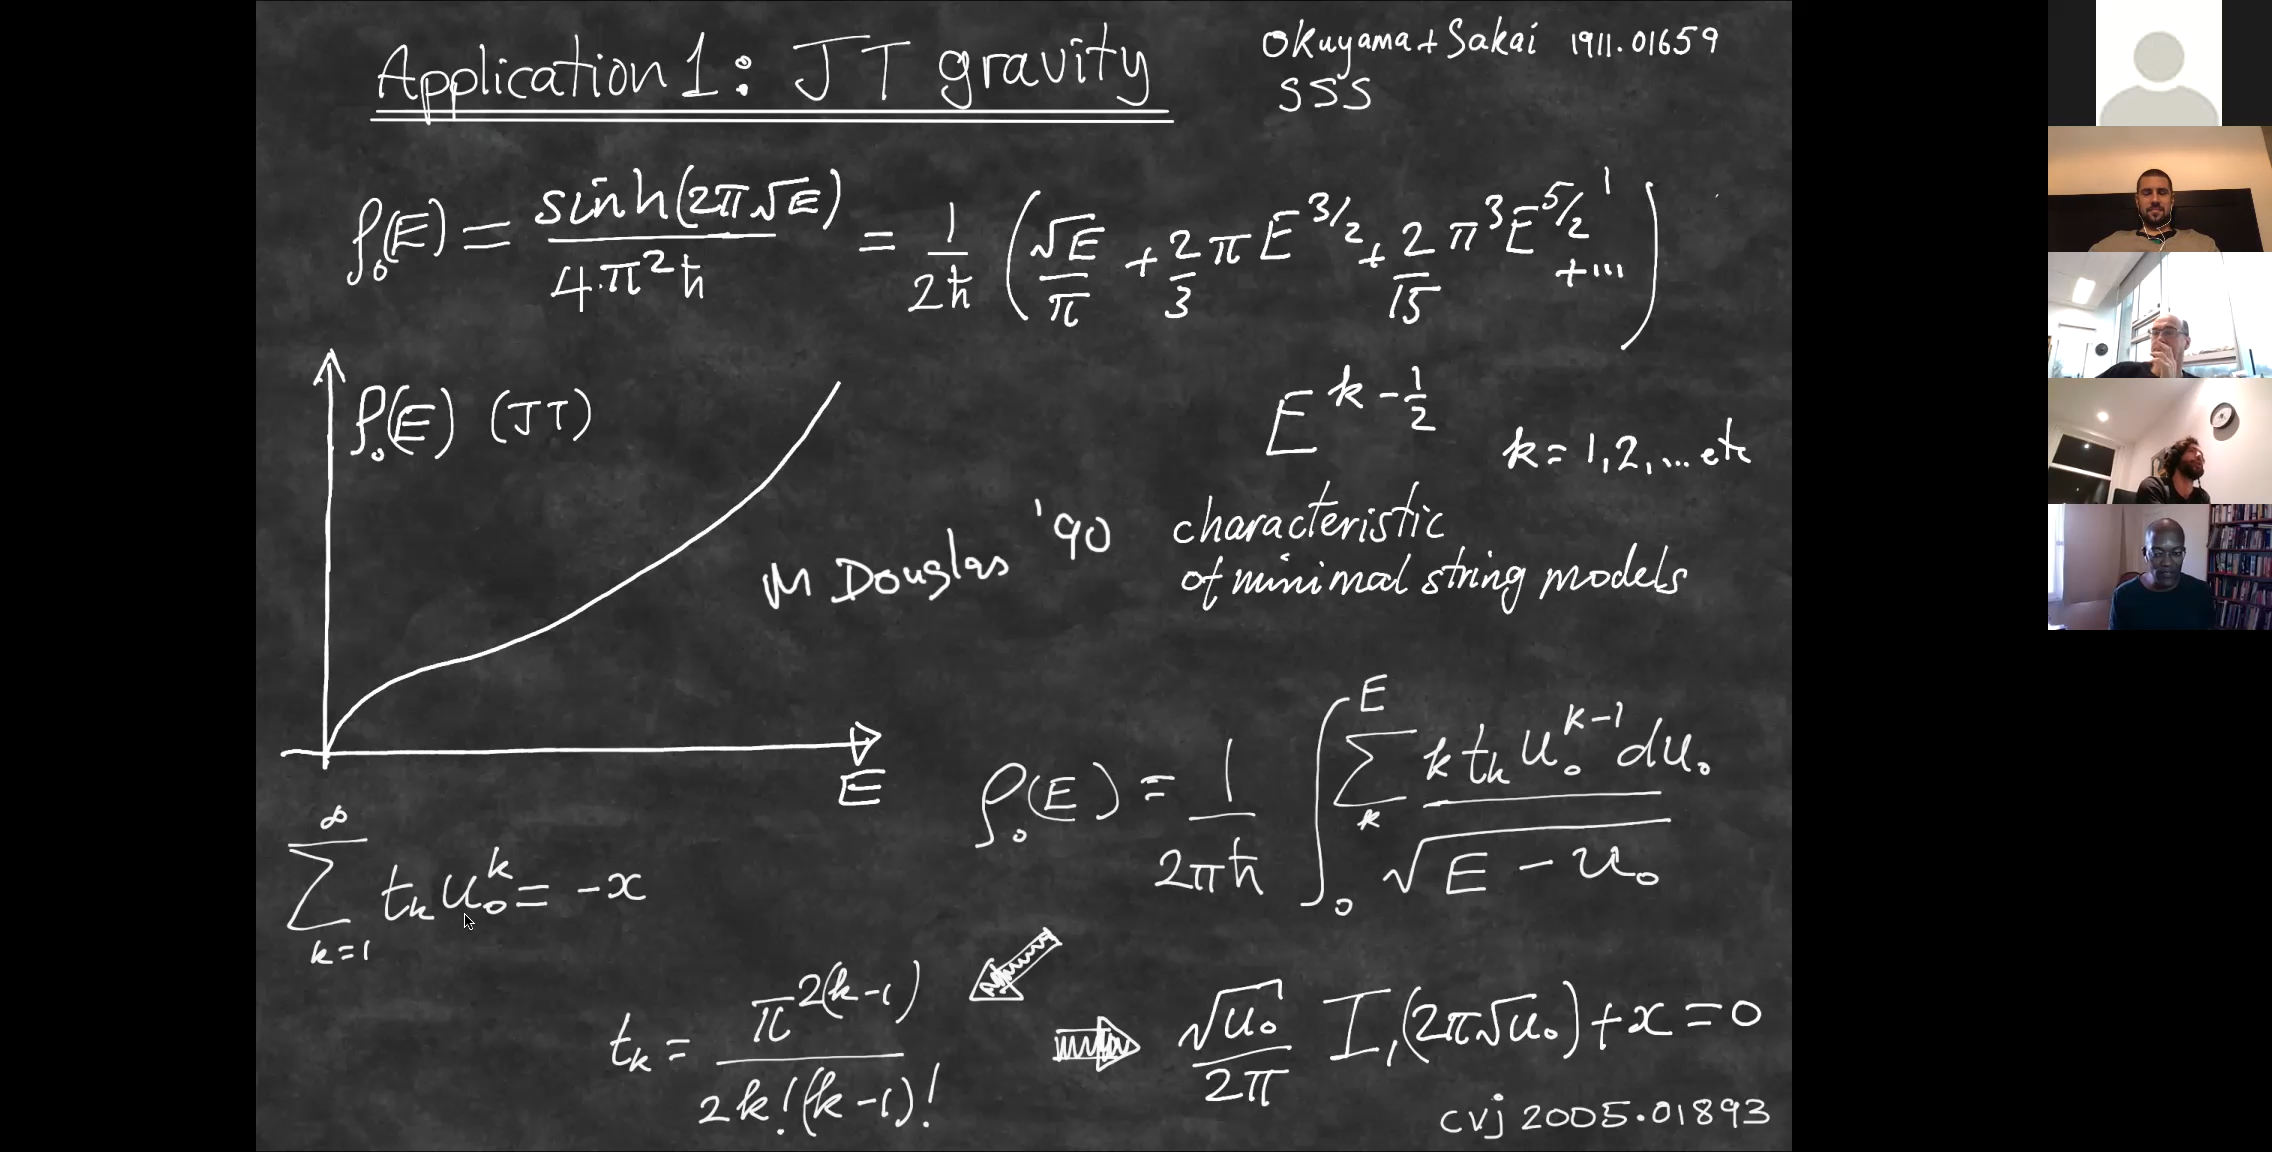 Application 1: JT gravity
Okuyama + Sakai 1911.01659
SSS
ρ₀(E) = sinh(2π√E) / 4π²ħ = 1/2ħ ( √E/π + 2/3 π E^{3/2} + 2/15 π³ E^{5/2} + ... )
ρ₀(E) (JT)
E^{k-1/2}
k = 1,2,... etc
M Douglas '90
characteristic
of minimal string models
E
ρ₀(E) = 1/2πħ ∫₀^E Σ_k k t_k u₀^{k-1} du₀ / √(E - u₀)
Σ_{k=1}^∞ t_k u₀^k = -x
t_k = π^{2(k-1)} / 2k!(k-1)!
√u₀/2π I₁(2π√u₀) + x = 0
cvj 2005.01893